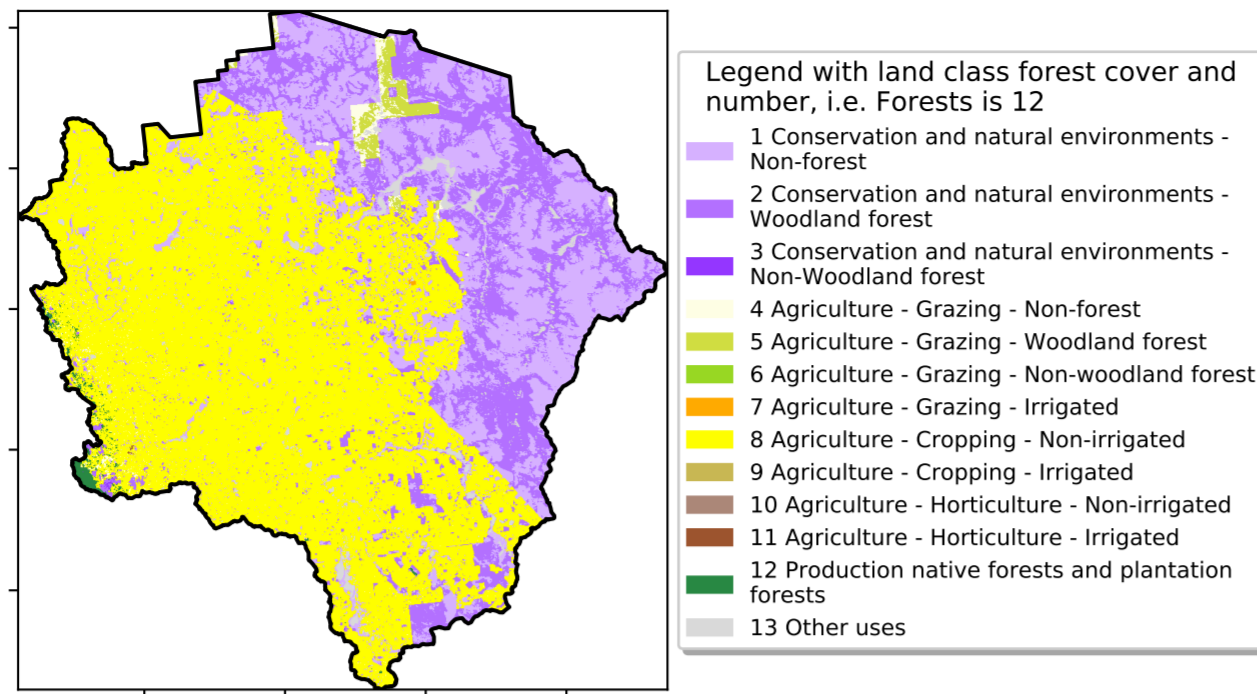 Legend with land class forest cover and
number, i.e. Forests is 12
1 Conservation and natural environments -
Non-forest
2 Conservation and natural environments -
Woodland forest
3 Conservation and natural environments -
Non-Woodland forest
4 Agriculture - Grazing - Non-forest
5 Agriculture - Grazing - Woodland forest
6 Agriculture - Grazing - Non-woodland forest
7 Agriculture - Grazing - Irrigated
8 Agriculture - Cropping - Non-irrigated
9 Agriculture - Cropping - Irrigated
10 Agriculture - Horticulture - Non-irrigated
11 Agriculture - Horticulture - Irrigated
12 Production native forests and plantation
forests
13 Other uses